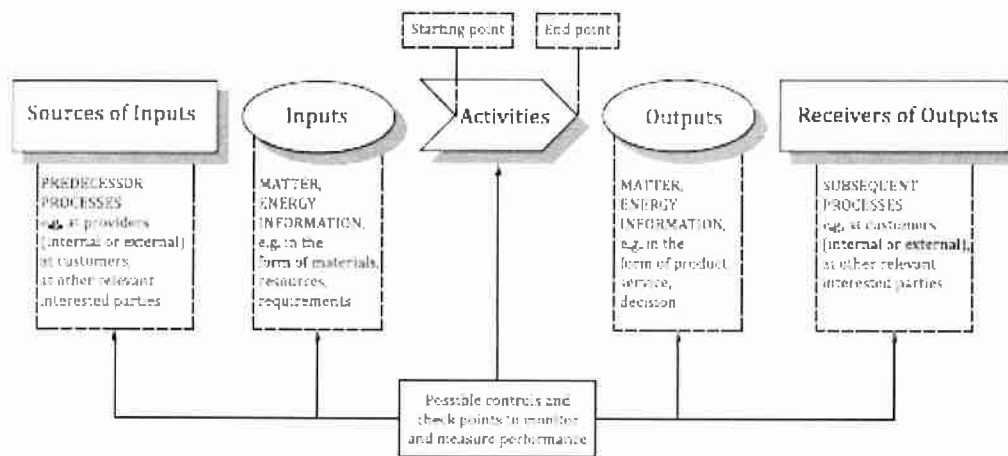 Starting point
End point
Sources of Inputs
Inputs
Activities
Outputs
Receivers of Outputs
PREDECESSOR
PROCESSES
e.g. at providers
(internal or external)
at customers,
at other relevant
interested parties
MATTER,
ENERGY
INFORMATION,
e.g. in the
form of materials,
resources,
requirements
MATTER,
ENERGY
INFORMATION,
e.g. in the
form of product,
service,
decision
SUBSEQUENT
PROCESSES
e.g. at customers
(internal or external),
at other relevant
interested parties
Possible controls and
check points to monitor
and measure performance